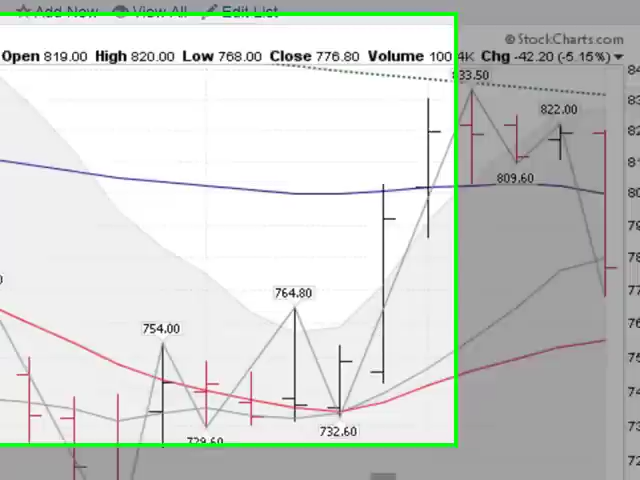 Add New View All Edit List
© StockCharts.com
Open 819.00 High 820.00 Low 768.00 Close 776.80 Volume 100.4K Chg -42.20 (-5.15%)
833.50
822.00
809.60
764.80
754.00
732.60
729.60